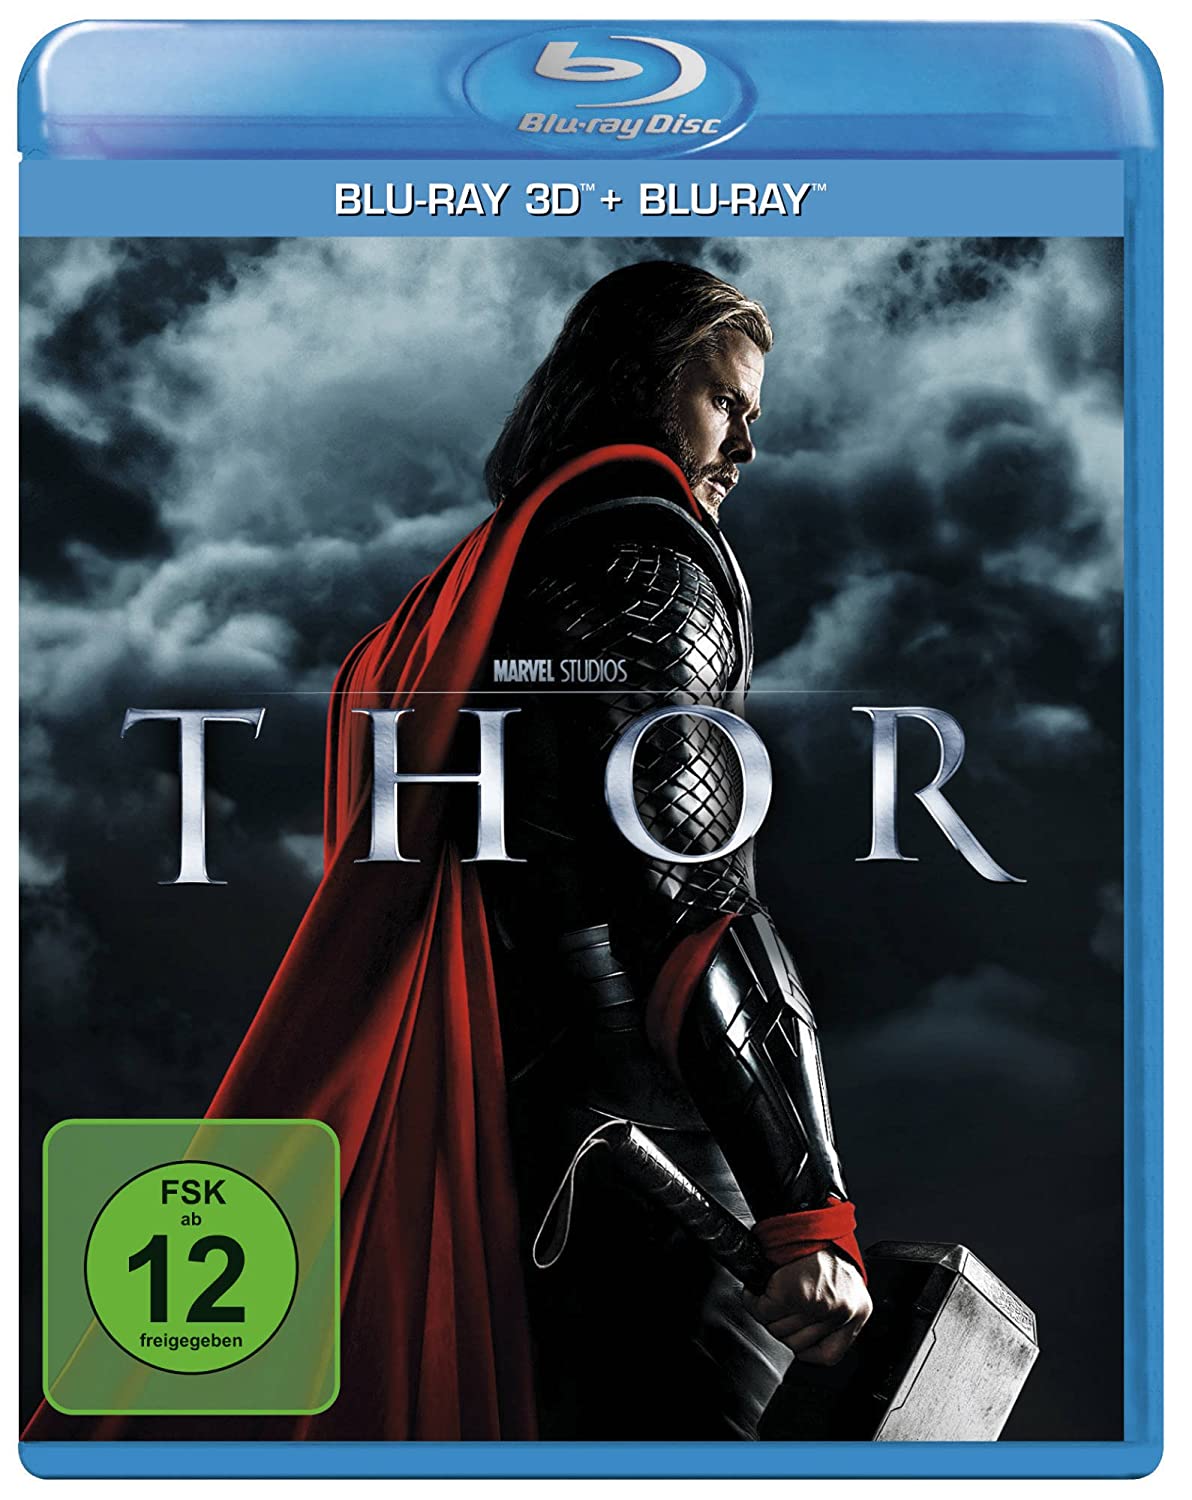 Blu-ray Disc
BLU-RAY 3D™ + BLU-RAY™
MARVEL STUDIOS
THOR
FSK
ab
12
freigegeben